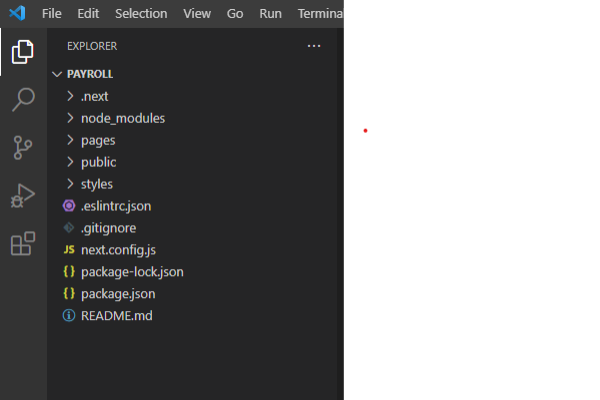 File Edit Selection View Go Run Termina
EXPLORER
PAYROLL
.next
node_modules
pages
public
styles
.eslintrc.json
.gitignore
JS next.config.js
{ } package-lock.json
{ } package.json
README.md